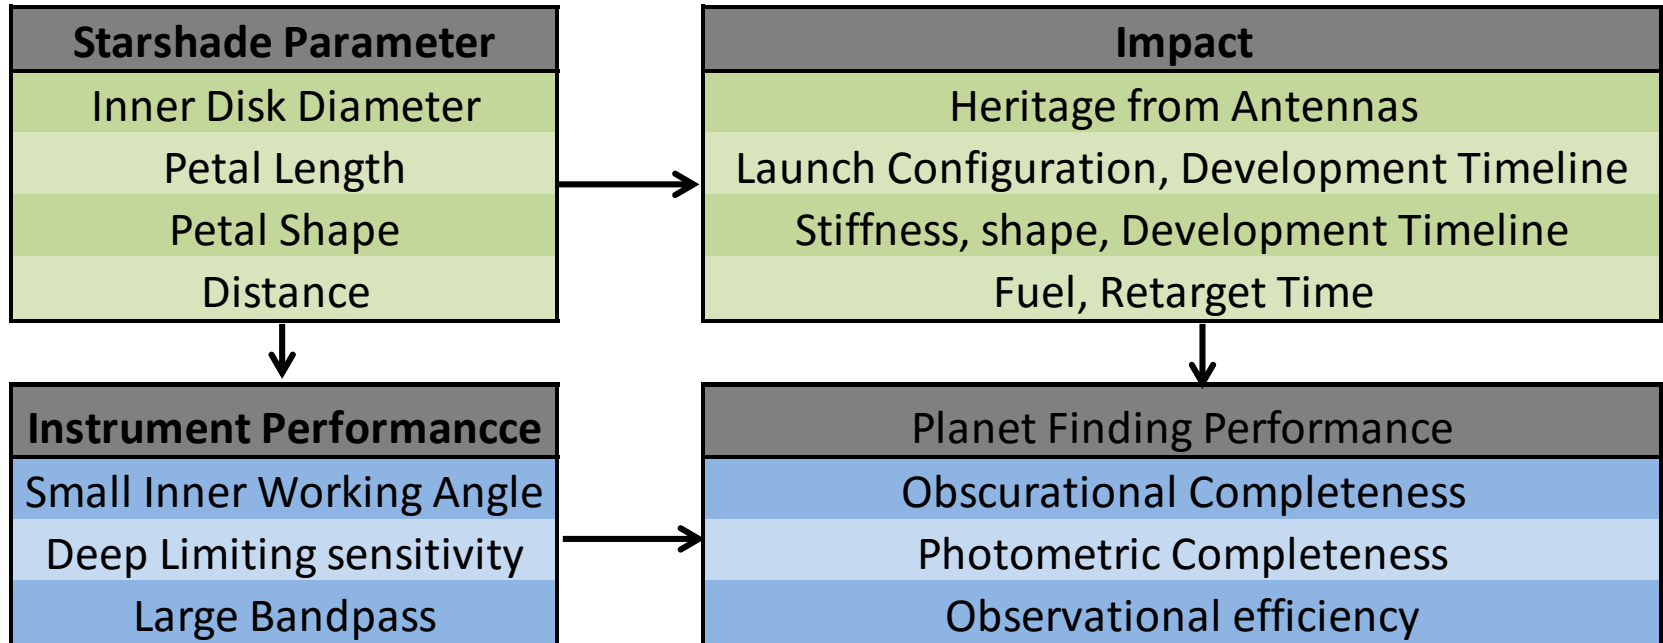 Starshade Parameter
Inner Disk Diameter
Petal Length
Petal Shape
Distance
Impact
Heritage from Antennas
Launch Configuration, Development Timeline
Stiffness, shape, Development Timeline
Fuel, Retarget Time
Instrument Performancce
Small Inner Working Angle
Deep Limiting sensitivity
Large Bandpass
Planet Finding Performance
Obscurational Completeness
Photometric Completeness
Observational efficiency